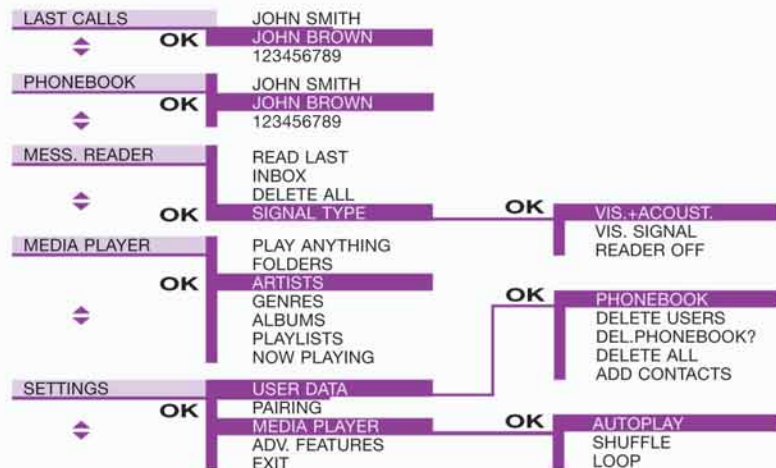 LAST CALLS
OK
JOHN SMITH
JOHN BROWN
123456789
PHONEBOOK
OK
JOHN SMITH
JOHN BROWN
123456789
MESS. READER
OK
READ LAST
INBOX
DELETE ALL
SIGNAL TYPE
OK
VIS.+ACOUST.
VIS. SIGNAL
READER OFF
MEDIA PLAYER
OK
PLAY ANYTHING
FOLDERS
ARTISTS
GENRES
ALBUMS
PLAYLISTS
NOW PLAYING
SETTINGS
OK
USER DATA
PAIRING
MEDIA PLAYER
ADV. FEATURES
EXIT
OK
PHONEBOOK
DELETE USERS
DEL.PHONEBOOK?
DELETE ALL
ADD CONTACTS
OK
AUTOPLAY
SHUFFLE
LOOP